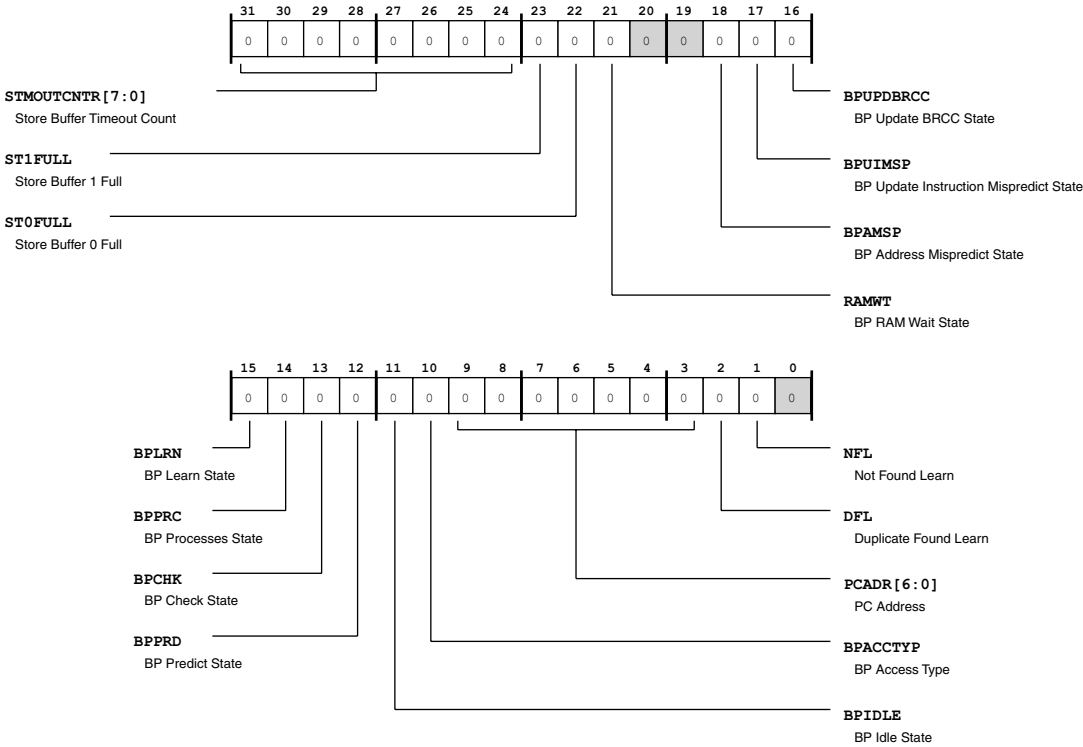 31 30 29 28 27 26 25 24 23 22 21 20 19 18 17 16
0 0 0 0 0 0 0 0 0 0 0 0 0 0 0 0
STMOUTCNTR[7:0]
Store Buffer Timeout Count
ST1FULL
Store Buffer 1 Full
ST0FULL
Store Buffer 0 Full
BPUPDBRCC
BP Update BRCC State
BPUIMSP
BP Update Instruction Mispredict State
BPAMSP
BP Address Mispredict State
RAMWT
BP RAM Wait State
15 14 13 12 11 10 9 8 7 6 5 4 3 2 1 0
0 0 0 0 0 0 0 0 0 0 0 0 0 0 0 0
BPLRN
BP Learn State
BPPRC
BP Processes State
BPCHK
BP Check State
BPPRD
BP Predict State
NFL
Not Found Learn
DFL
Duplicate Found Learn
PCADR[6:0]
PC Address
BPACCTYP
BP Access Type
BPIDLE
BP Idle State